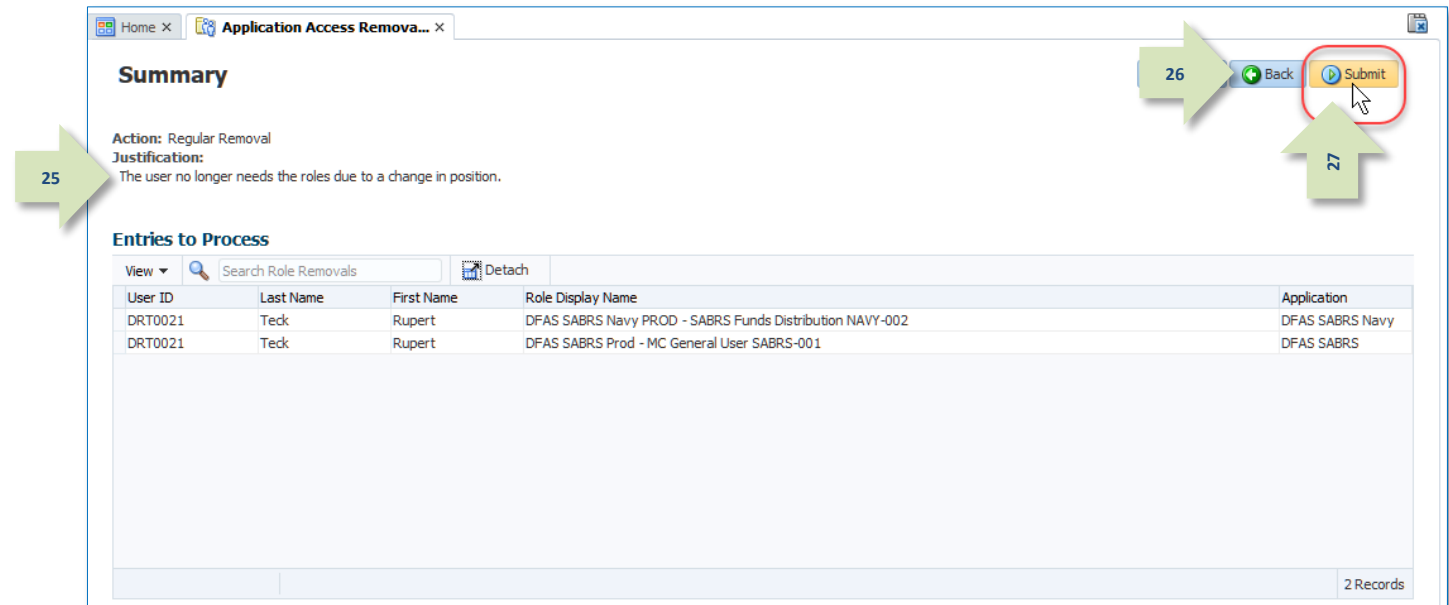 Home
Application Access Remova...
Summary
26
Back
Submit
Action: Regular Removal
Justification:
25
The user no longer needs the roles due to a change in position.
27
Entries to Process
View
Search Role Removals
Detach
User ID Last Name First Name Role Display Name Application
DRT0021 Teck Rupert DFAS SABRS Navy PROD - SABRS Funds Distribution NAVY-002 DFAS SABRS Navy
DRT0021 Teck Rupert DFAS SABRS Prod - MC General User SABRS-001 DFAS SABRS
2 Records